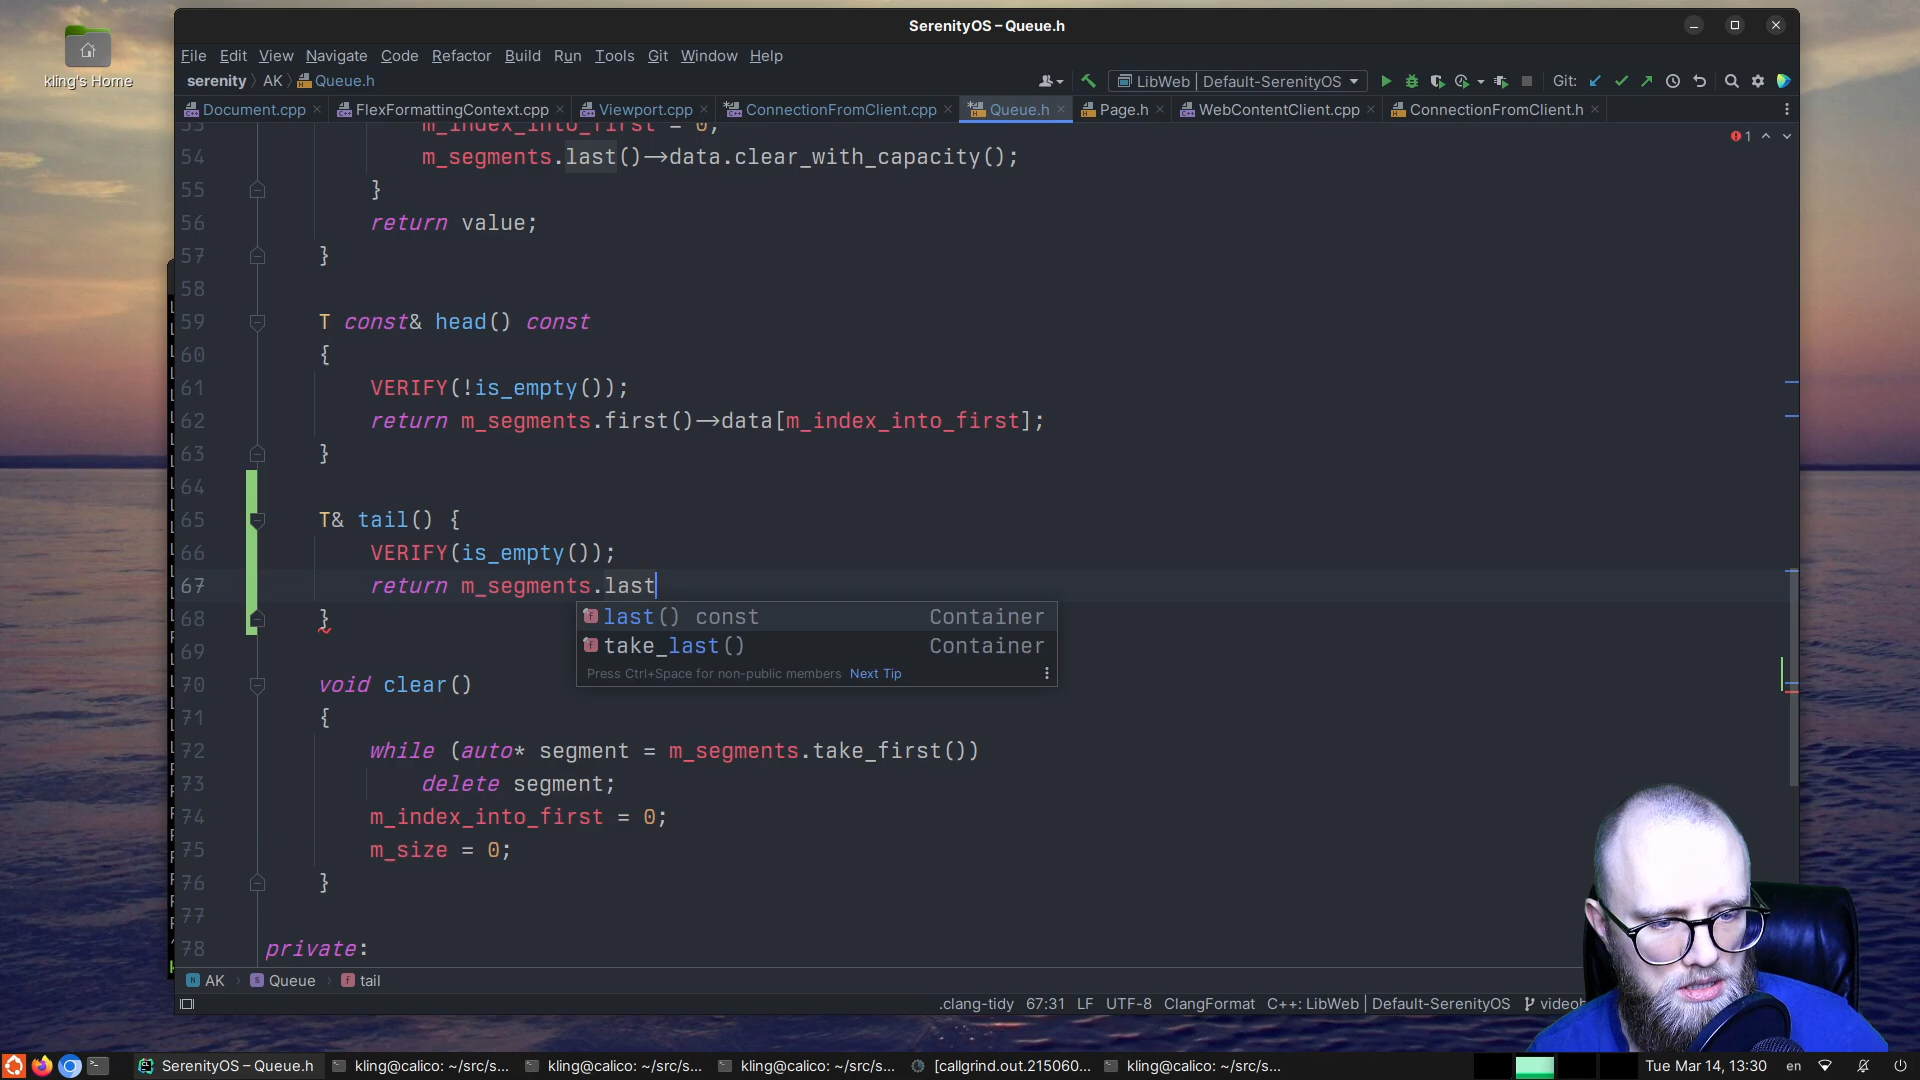 SerenityOS – Queue.h
kling's Home
File Edit View Navigate Code Refactor Build Run Tools Git Window Help
serenity AK Queue.h
LibWeb | Default-SerenityOS
Git:
Document.cpp FlexFormattingContext.cpp Viewport.cpp ConnectionFromClient.cpp Queue.h Page.h WebContentClient.cpp ConnectionFromClient.h
1
53 m_index_into_first = 0;
54 m_segments.last()->data.clear_with_capacity();
55 }
56 return value;
57 }
58
59 T const& head() const
60 {
61 VERIFY(!is_empty());
62 return m_segments.first()->data[m_index_into_first];
63 }
64
65 T& tail() {
66 VERIFY(is_empty());
67 return m_segments.last
68 }
last() const Container
take_last() Container
Press Ctrl+Space for non-public members Next Tip
69
70 void clear()
71 {
72 while (auto* segment = m_segments.take_first())
73 delete segment;
74 m_index_into_first = 0;
75 m_size = 0;
76 }
77
78 private:
AK Queue tail
.clang-tidy 67:31 LF UTF-8 ClangFormat C++: LibWeb | Default-SerenityOS
SerenityOS – Queue.h kling@calico: ~/src/s... kling@calico: ~/src/s... kling@calico: ~/src/s... [callgrind.out.215060... kling@calico: ~/src/s... Tue Mar 14, 13:30 en